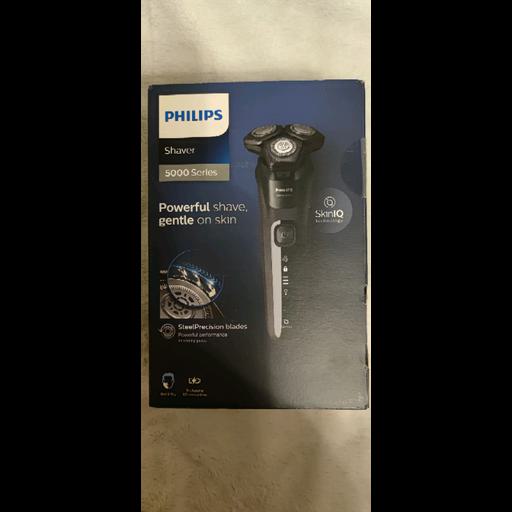 PHILIPS
Shaver
5000 Series
Powerful shave,
gentle on skin
SkinIQ
SteelPrecision blades
Powerful performance